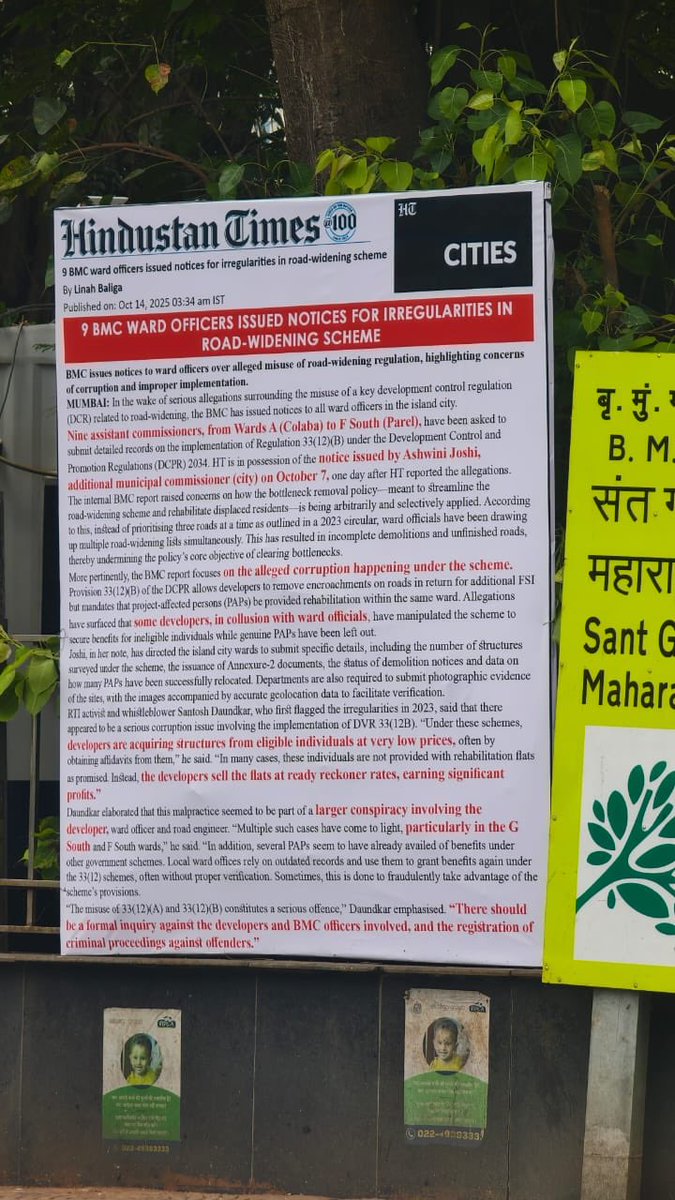 Hindustan Times @100
HT
CITIES
9 BMC ward officers issued notices for irregularities in road-widening scheme
By Linah Baliga
Published on: Oct 14, 2025 03:34 am IST
9 BMC WARD OFFICERS ISSUED NOTICES FOR IRREGULARITIES IN
ROAD-WIDENING SCHEME
BMC issues notices to ward officers over alleged misuse of road-widening regulation, highlighting concerns
of corruption and improper implementation.
MUMBAI: In the wake of serious allegations surrounding the misuse of a key development control regulation
(DCR) related to road-widening, the BMC has issued notices to all ward officers in the island city.
Nine assistant commissioners, from Wards A (Colaba) to F South (Parel), have been asked to
submit detailed records on the implementation of Regulation 33(12)(B) under the Development Control and
Promotion Regulations (DCPR) 2034. HT is in possession of the notice issued by Ashwini Joshi,
additional municipal commissioner (city) on October 7, one day after HT reported the allegations.
The internal BMC report raised concerns on how the bottleneck removal policy—meant to streamline the
road-widening scheme and rehabilitate displaced residents—is being arbitrarily and selectively applied. According
to this, instead of prioritising three roads at a time as outlined in a 2023 circular, ward officials have been drawing
up multiple road-widening lists simultaneously. This has resulted in incomplete demolitions and unfinished roads,
thereby undermining the policy's core objective of clearing bottlenecks.
More pertinently, the BMC report focuses on the alleged corruption happening under the scheme.
Provision 33(12)(B) of the DCPR allows developers to remove encroachments on roads in return for additional FSI
but mandates that project-affected persons (PAPs) be provided rehabilitation within the same ward. Allegations
have surfaced that some developers, in collusion with ward officials, have manipulated the scheme to
secure benefits for ineligible individuals while genuine PAPs have been left out.
Joshi, in her note, has directed the island city wards to submit specific details, including the number of structures
surveyed under the scheme, the issuance of Annexure-2 documents, the status of demolition notices and data on
how many PAPs have been successfully relocated. Departments are also required to submit photographic evidence
of the sites, with the images accompanied by accurate geolocation data to facilitate verification.
RTI activist and whistleblower Santosh Daundkar, who first flagged the irregularities in 2023, said that there
appeared to be a serious corruption issue involving the implementation of DVR 33(12B). "Under these schemes,
developers are acquiring structures from eligible individuals at very low prices, often by
obtaining affidavits from them," he said. "In many cases, these individuals are not provided with rehabilitation flats
as promised. Instead, the developers sell the flats at ready reckoner rates, earning significant
profits."
Daundkar elaborated that this malpractice seemed to be part of a larger conspiracy involving the
developer, ward officer and road engineer. "Multiple such cases have come to light, particularly in the G
South and F South wards," he said. "In addition, several PAPs seem to have already availed of benefits under
other government schemes. Local ward officers rely on outdated records and use them to grant benefits again under
the 33(12) schemes, often without proper verification. Sometimes, this is done to fraudulently take advantage of the
scheme's provisions.
"The misuse of 33(12)(A) and 33(12)(B) constitutes a serious offence," Daundkar emphasised. "There should
be a formal inquiry against the developers and BMC officers involved, and the registration of
criminal proceedings against offenders."
बृ. मुं.
B. M.
संत
महारा
Sant G
Mahara